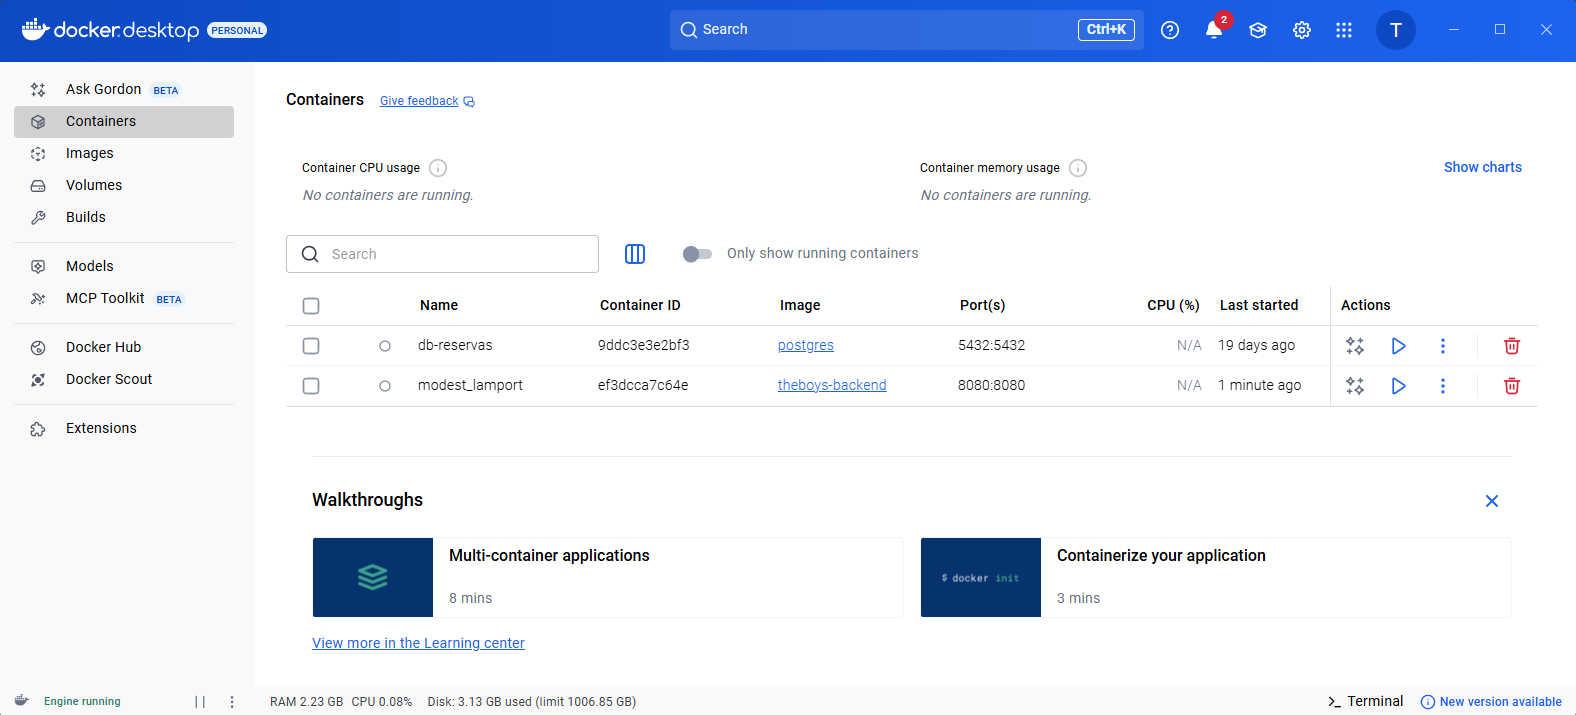 docker.desktop PERSONAL
Search Ctrl+K
2
T
Ask Gordon BETA
Containers
Images
Volumes
Builds
Models
MCP Toolkit BETA
Docker Hub
Docker Scout
Extensions
Containers Give feedback
Container CPU usage
No containers are running.
Container memory usage
No containers are running.
Show charts
Search
Only show running containers
Name Container ID Image Port(s) CPU (%) Last started Actions
db-reservas 9ddc3e3e2bf3 postgres 5432:5432 N/A 19 days ago
modest_lamport ef3dcca7c64e theboys-backend 8080:8080 N/A 1 minute ago
Walkthroughs
Multi-container applications
8 mins
$ docker init
Containerize your application
3 mins
View more in the Learning center
Engine running
RAM 2.23 GB CPU 0.08% Disk: 3.13 GB used (limit 1006.85 GB)
>_ Terminal
New version available